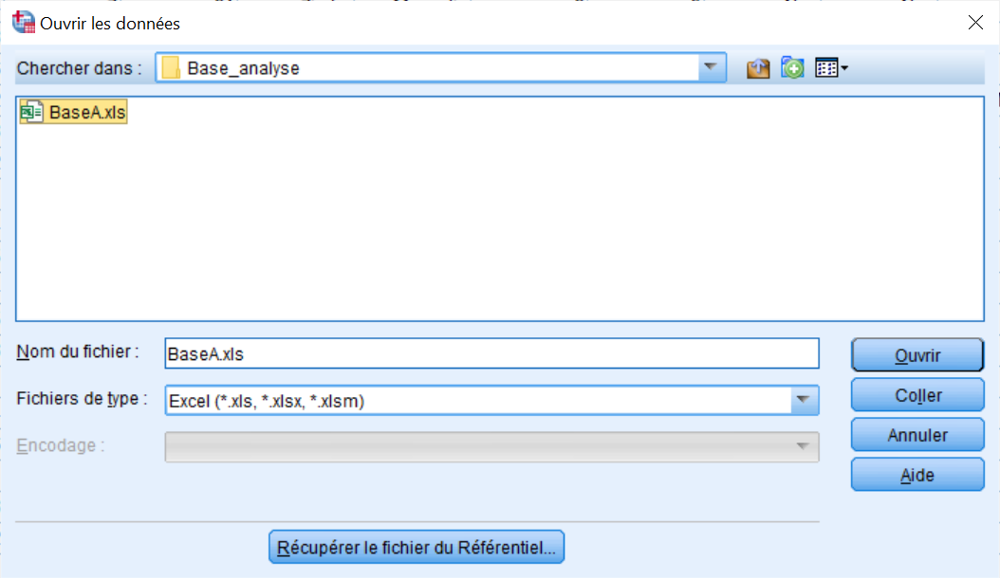 Ouvrir les données
Chercher dans :
Base_analyse
BaseA.xls
Nom du fichier :
BaseA.xls
Ouvrir
Fichiers de type :
Excel (*.xls, *.xlsx, *.xlsm)
Coller
Encodage :
Annuler
Aide
Récupérer le fichier du Référentiel...